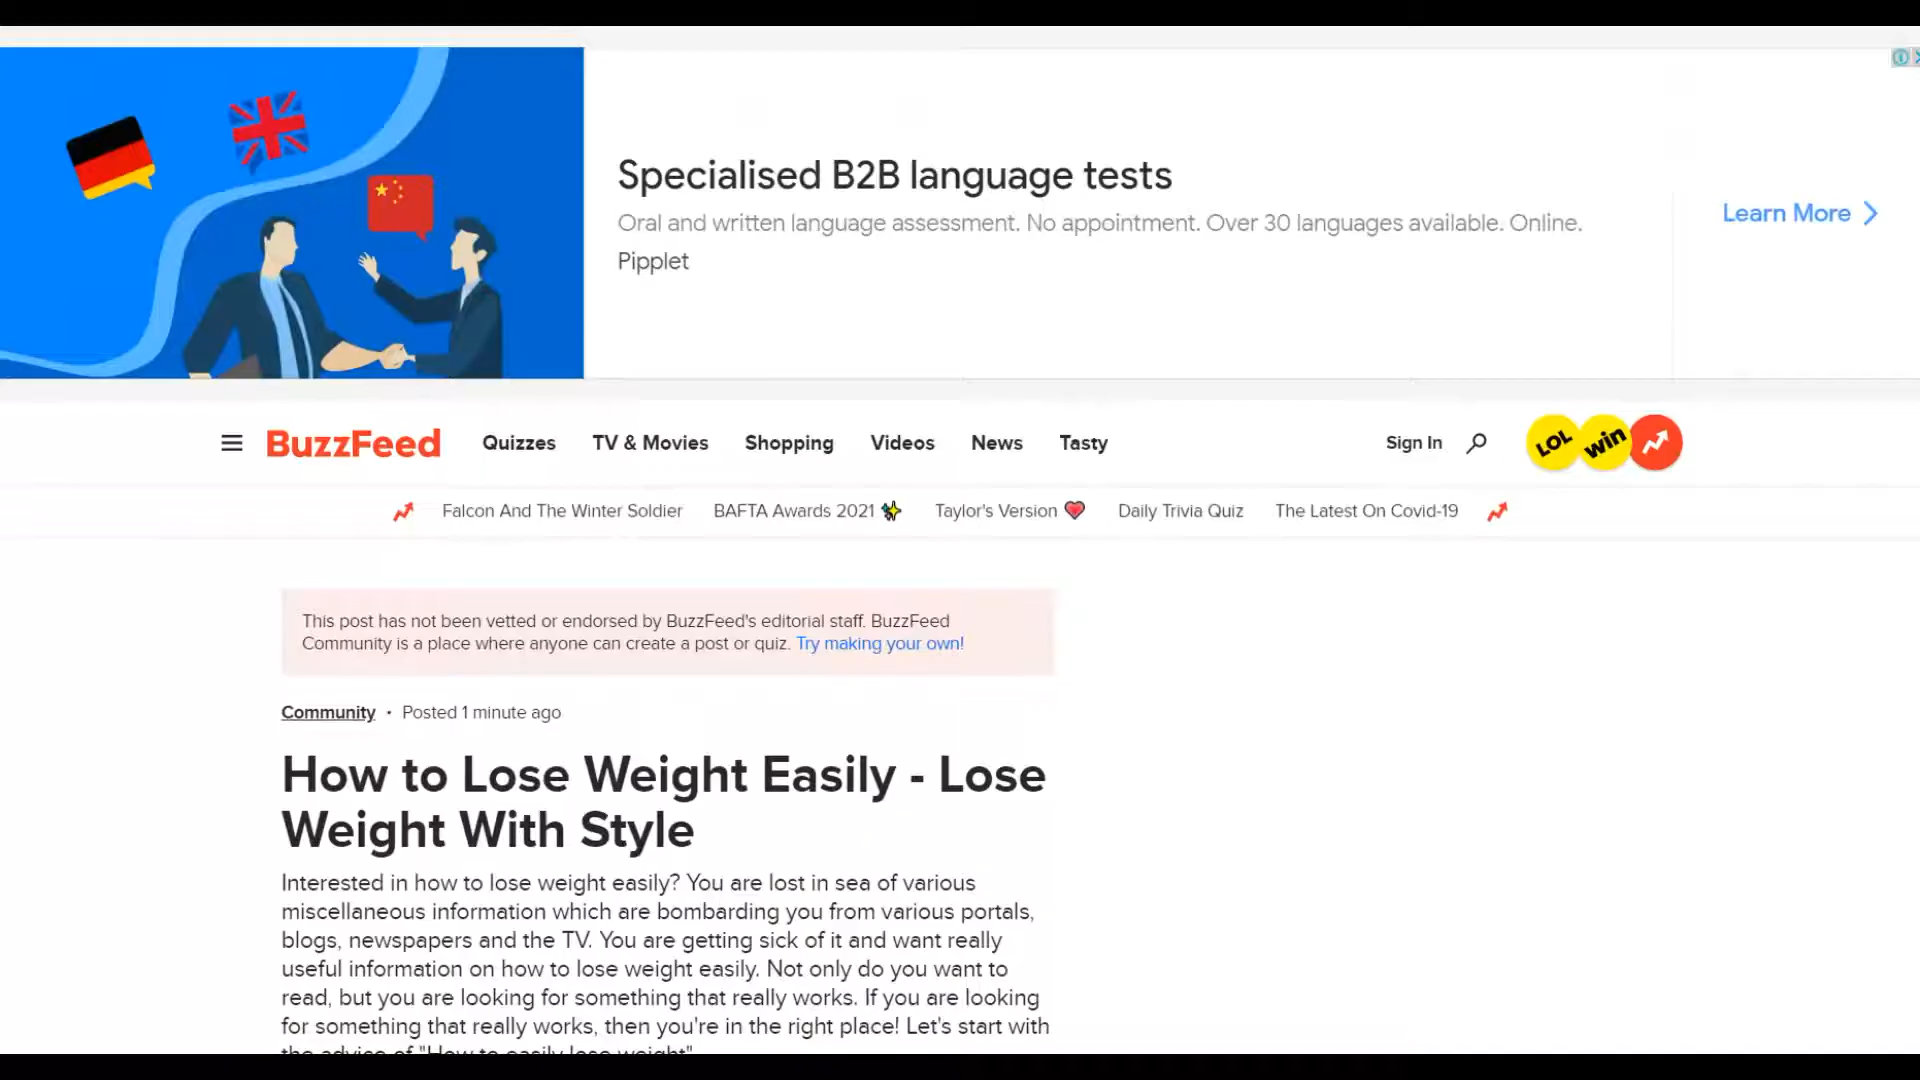 Specialised B2B language tests
Oral and written language assessment. No appointment. Over 30 languages available. Online.
Pipplet
Learn More
BuzzFeed
Quizzes
TV & Movies
Shopping
Videos
News
Tasty
Sign In
LOL
win
Falcon And The Winter Soldier
BAFTA Awards 2021 ✨
Taylor's Version ❤️
Daily Trivia Quiz
The Latest On Covid-19
This post has not been vetted or endorsed by BuzzFeed's editorial staff. BuzzFeed
Community is a place where anyone can create a post or quiz. Try making your own!
Community • Posted 1 minute ago
How to Lose Weight Easily - Lose
Weight With Style
Interested in how to lose weight easily? You are lost in sea of various
miscellaneous information which are bombarding you from various portals,
blogs, newspapers and the TV. You are getting sick of it and want really
useful information on how to lose weight easily. Not only do you want to
read, but you are looking for something that really works. If you are looking
for something that really works, then you're in the right place! Let's start with
the advice of "How to easily lose weight"